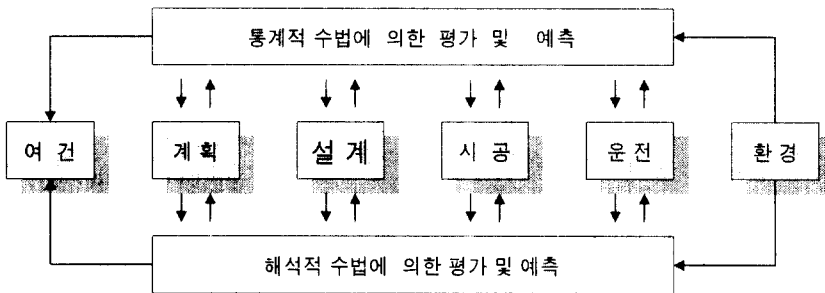 통계적 수법에 의한 평가 및 예측
여 건 계 획 설 계 시 공 운 전 환 경
해석적 수법에 의한 평가 및 예측